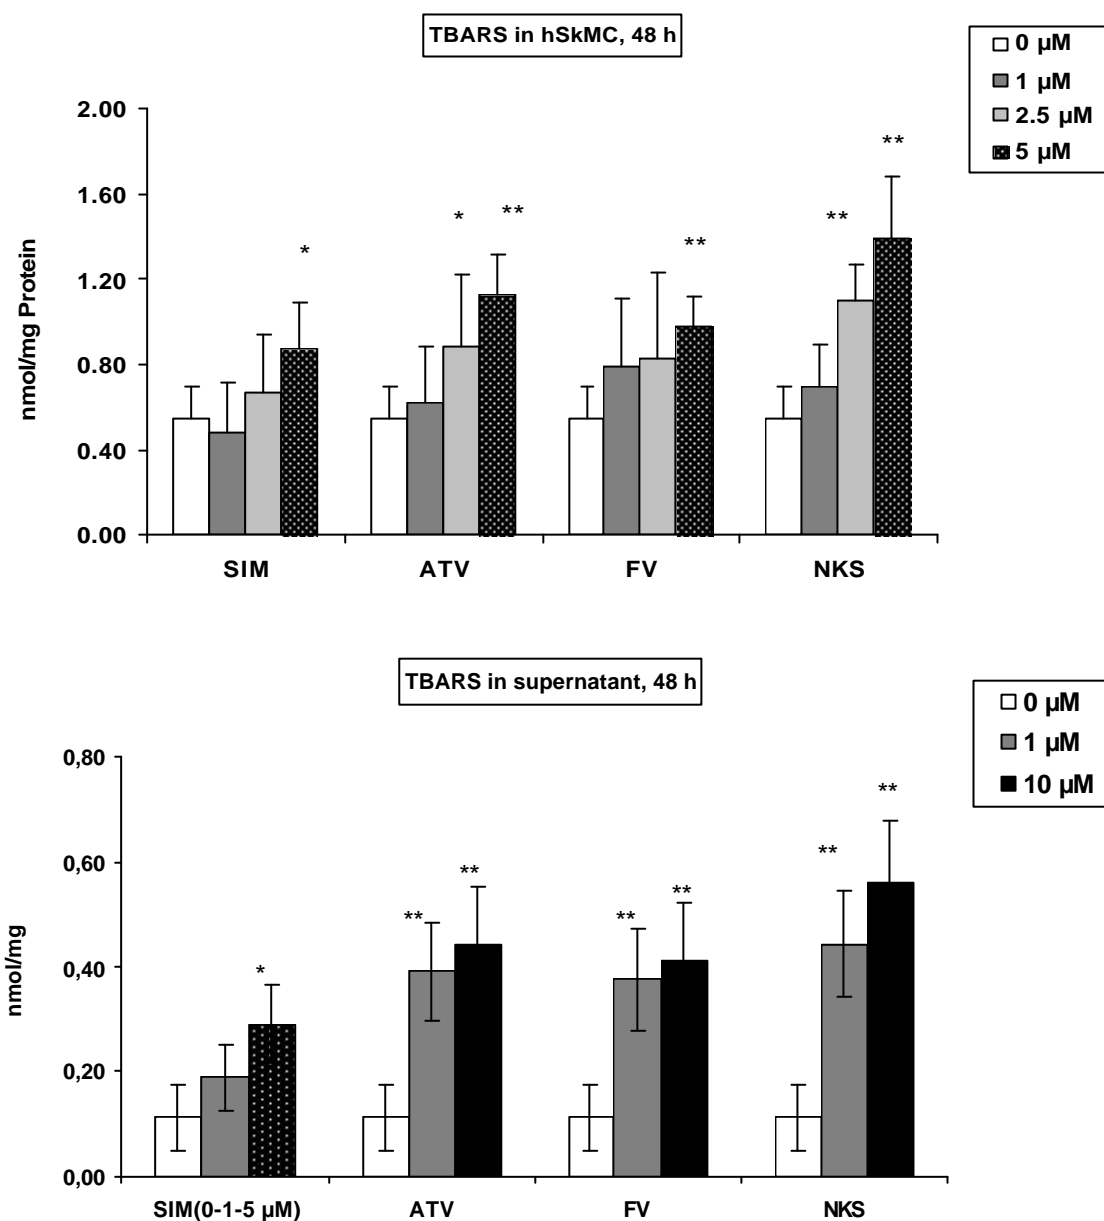 TBARS in hSkMC, 48 h
0 µM
1 µM
2.5 µM
5 µM
nmol/mg Protein
2.00
1.60
1.20
0.80
0.40
0.00
*
*
**
**
**
**
SIM ATV FV NKS
TBARS in supernatant, 48 h
0 µM
1 µM
10 µM
nmol/mg
0,80
0,60
0,40
0,20
0,00
*
**
**
**
**
**
**
SIM(0-1-5 µM) ATV FV NKS